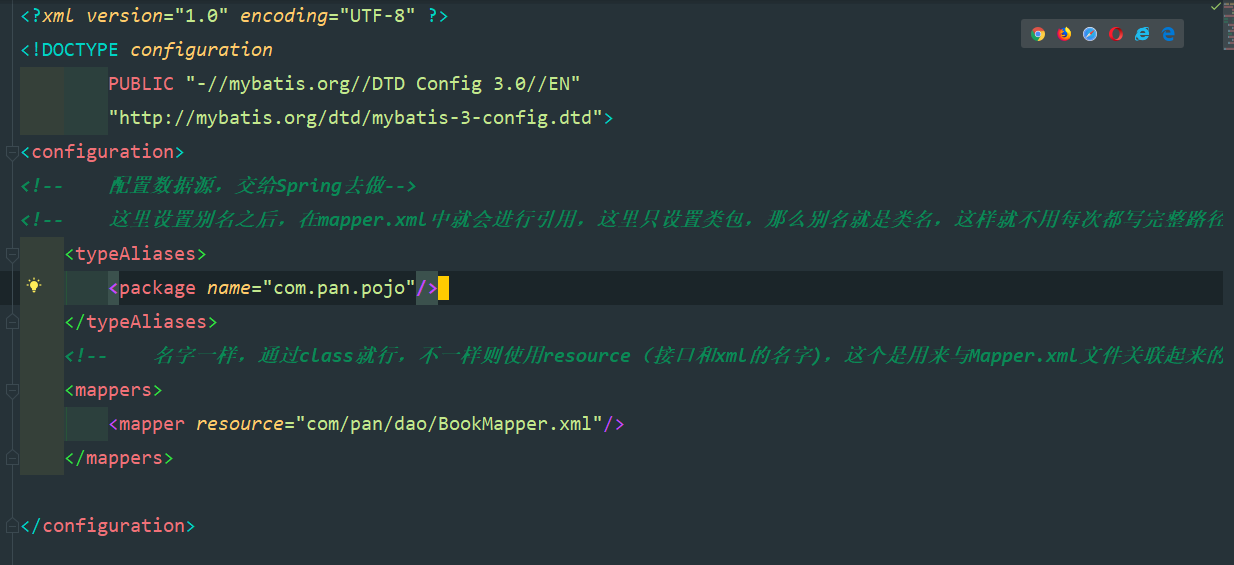 <?xml version="1.0" encoding="UTF-8" ?>
<!DOCTYPE configuration
PUBLIC "-//mybatis.org//DTD Config 3.0//EN"
"http://mybatis.org/dtd/mybatis-3-config.dtd">
<configuration>
<!-- 配置数据源，交给Spring去做-->
<!-- 这里设置别名之后，在mapper.xml中就会进行引用，这里只设置类包，那么别名就是类名，这样就不用每次都写完整路径
<typeAliases>
<package name="com.pan.pojo"/>
</typeAliases>
<!-- 名字一样，通过class就行，不一样则使用resource（接口和xml的名字)，这个是用来与Mapper.xml文件关联起来的
<mappers>
<mapper resource="com/pan/dao/BookMapper.xml"/>
</mappers>
</configuration>